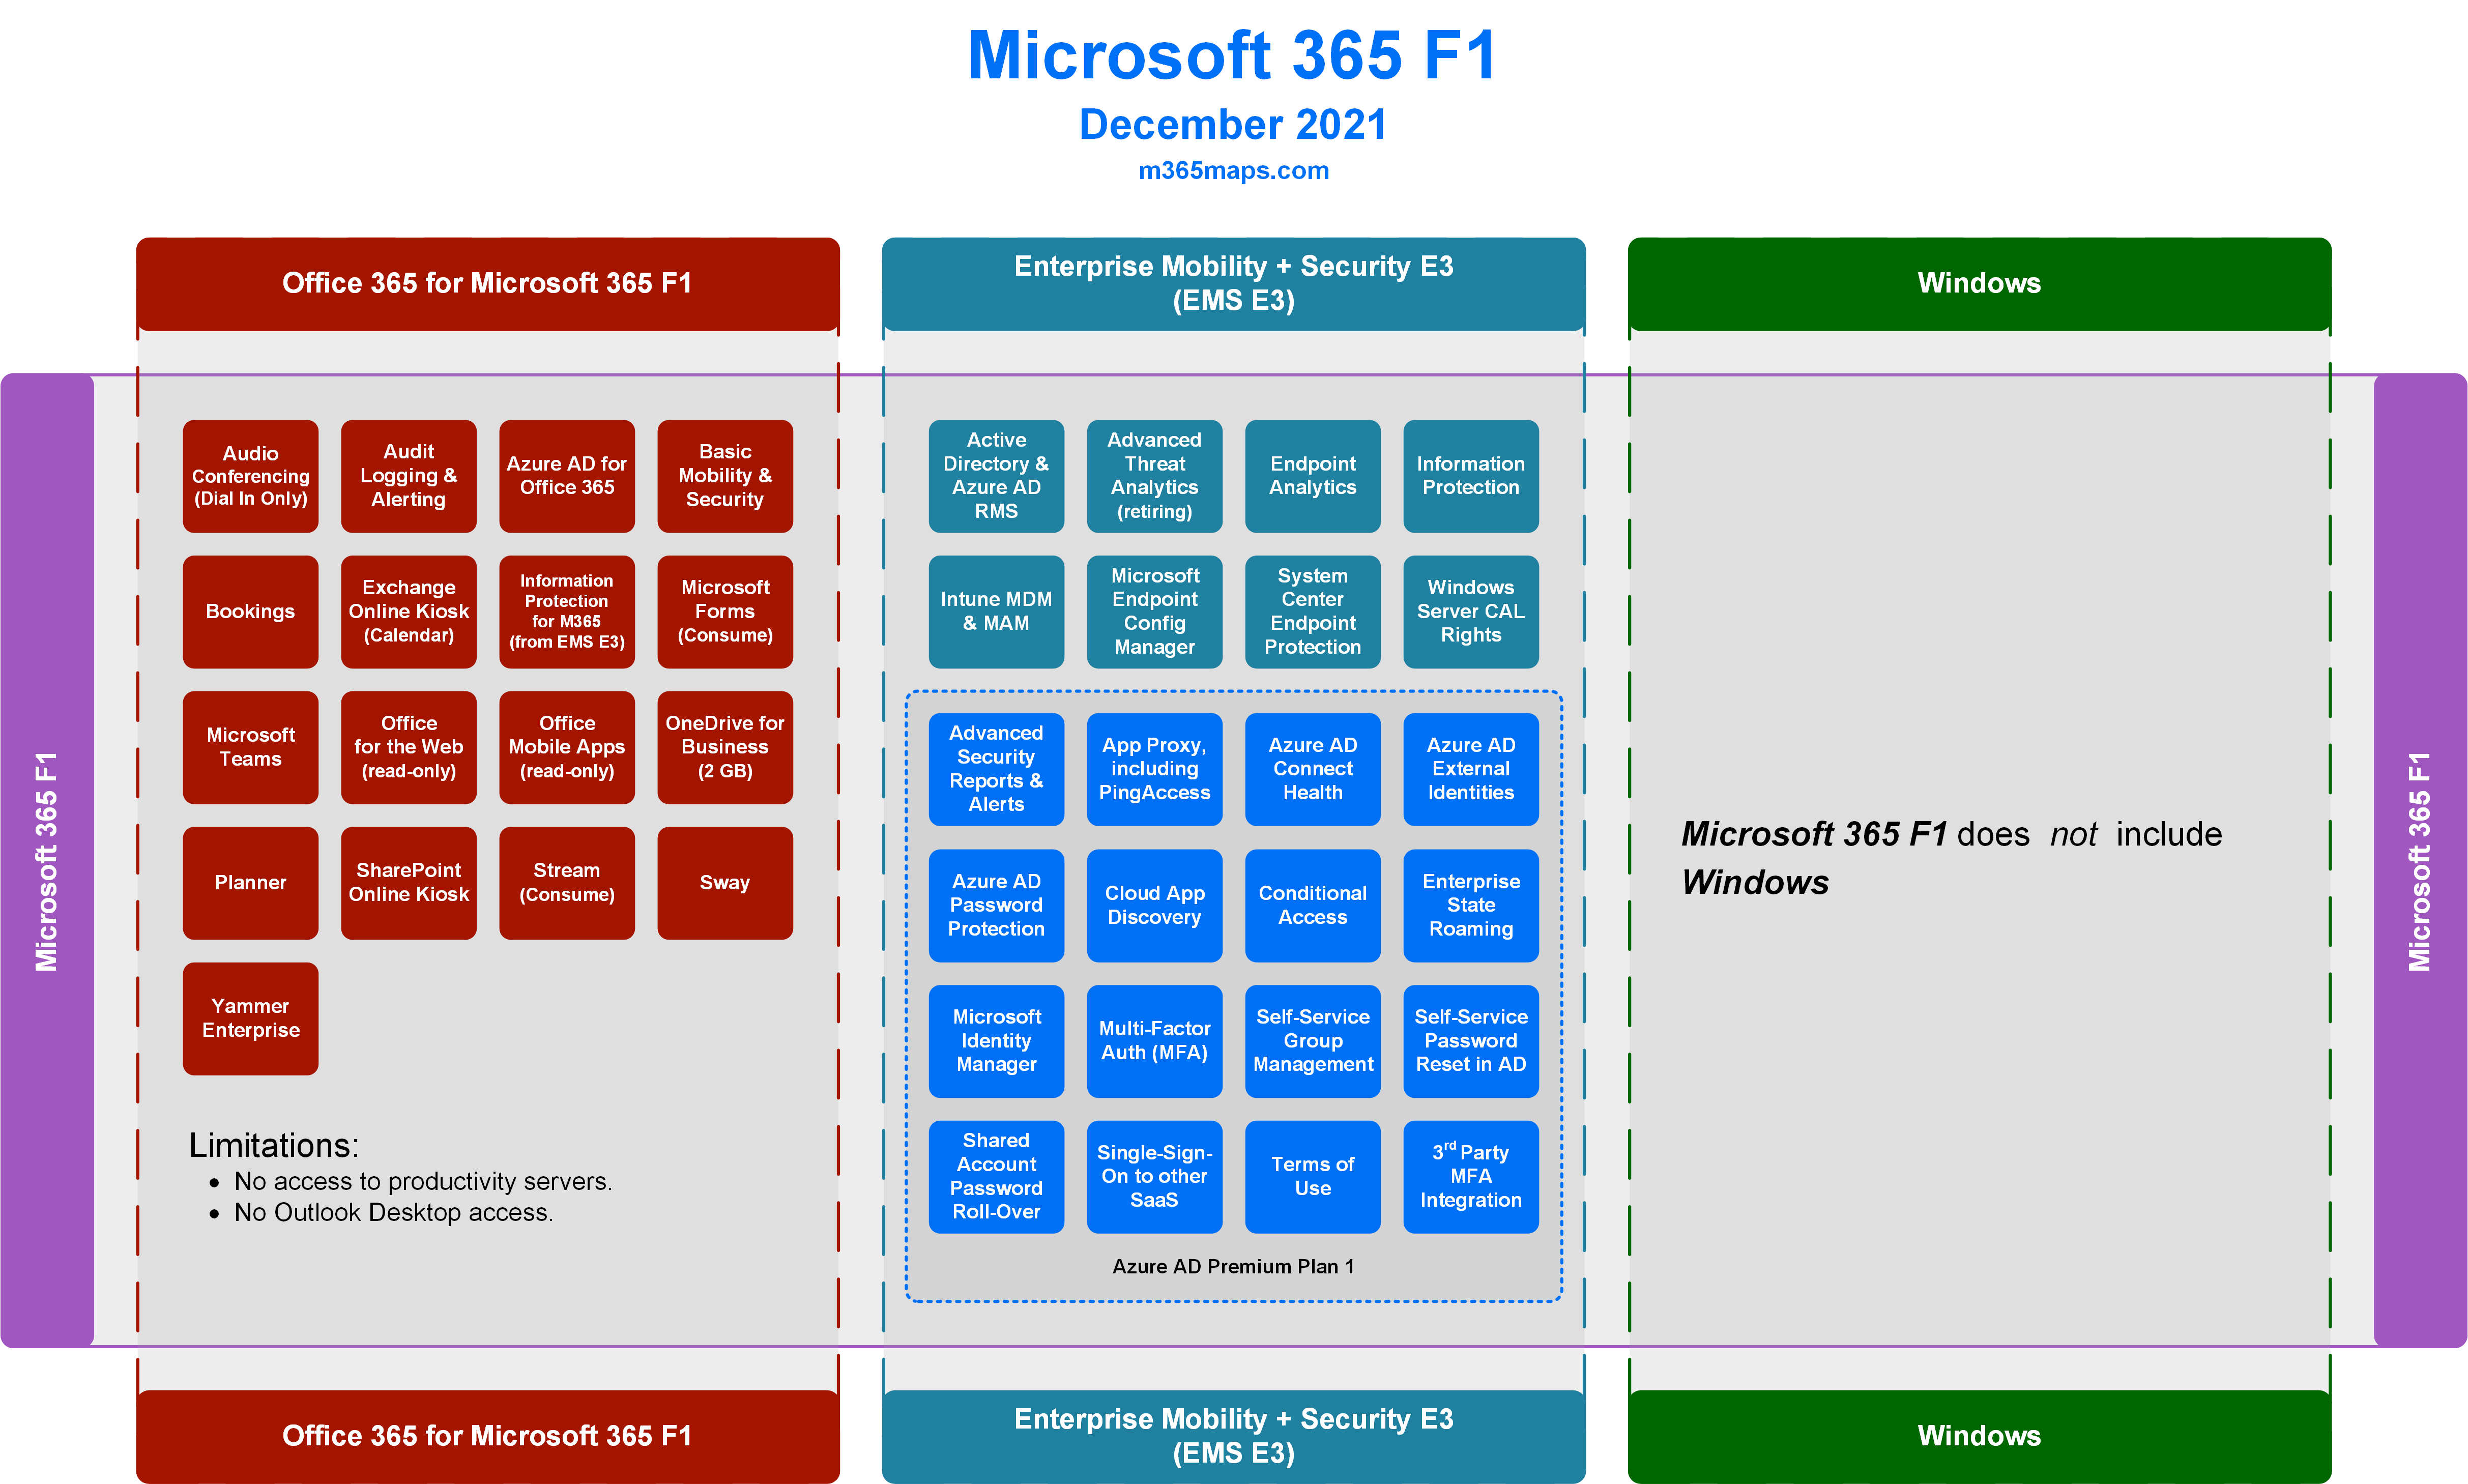 Microsoft 365 F1
December 2021
m365maps.com
Office 365 for Microsoft 365 F1
Enterprise Mobility + Security E3
(EMS E3)
Windows
Microsoft 365 F1
Audio
Conferencing
(Dial In Only)
Audit
Logging &
Alerting
Azure AD for
Office 365
Basic
Mobility &
Security
Bookings
Exchange
Online Kiosk
(Calendar)
Information
Protection
for M365
(from EMS E3)
Microsoft
Forms
(Consume)
Microsoft
Teams
Office
for the Web
(read-only)
Office
Mobile Apps
(read-only)
OneDrive for
Business
(2 GB)
Planner
SharePoint
Online Kiosk
Stream
(Consume)
Sway
Yammer
Enterprise
Limitations:
• No access to productivity servers.
• No Outlook Desktop access.
Active
Directory &
Azure AD
RMS
Advanced
Threat
Analytics
(retiring)
Endpoint
Analytics
Information
Protection
Intune MDM
& MAM
Microsoft
Endpoint
Config
Manager
System
Center
Endpoint
Protection
Windows
Server CAL
Rights
Advanced
Security
Reports &
Alerts
App Proxy,
including
PingAccess
Azure AD
Connect
Health
Azure AD
External
Identities
Azure AD
Password
Protection
Cloud App
Discovery
Conditional
Access
Enterprise
State
Roaming
Microsoft
Identity
Manager
Multi-Factor
Auth (MFA)
Self-Service
Group
Management
Self-Service
Password
Reset in AD
Shared
Account
Password
Roll-Over
Single-Sign-
On to other
SaaS
Terms of
Use
3rd Party
MFA
Integration
Azure AD Premium Plan 1
Microsoft 365 F1 does not include
Windows
Microsoft 365 F1
Office 365 for Microsoft 365 F1
Enterprise Mobility + Security E3
(EMS E3)
Windows